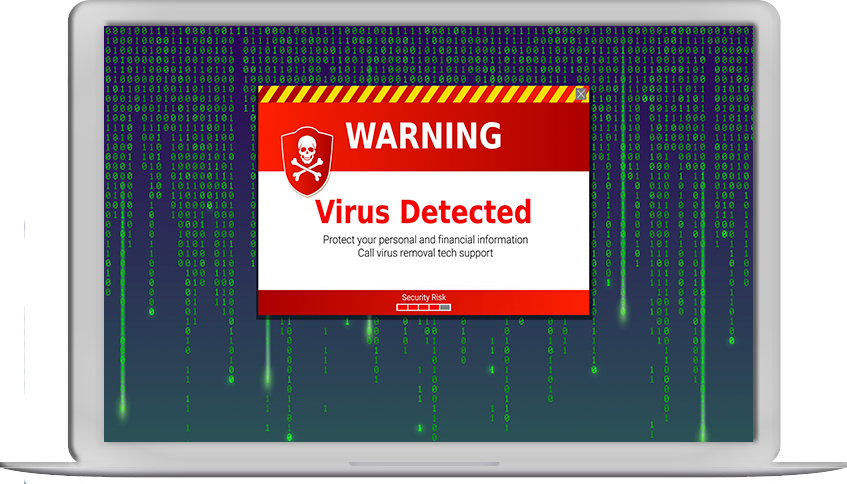 WARNING
Virus Detected
Protect your personal and financial information
Call virus removal tech support
Security Risk